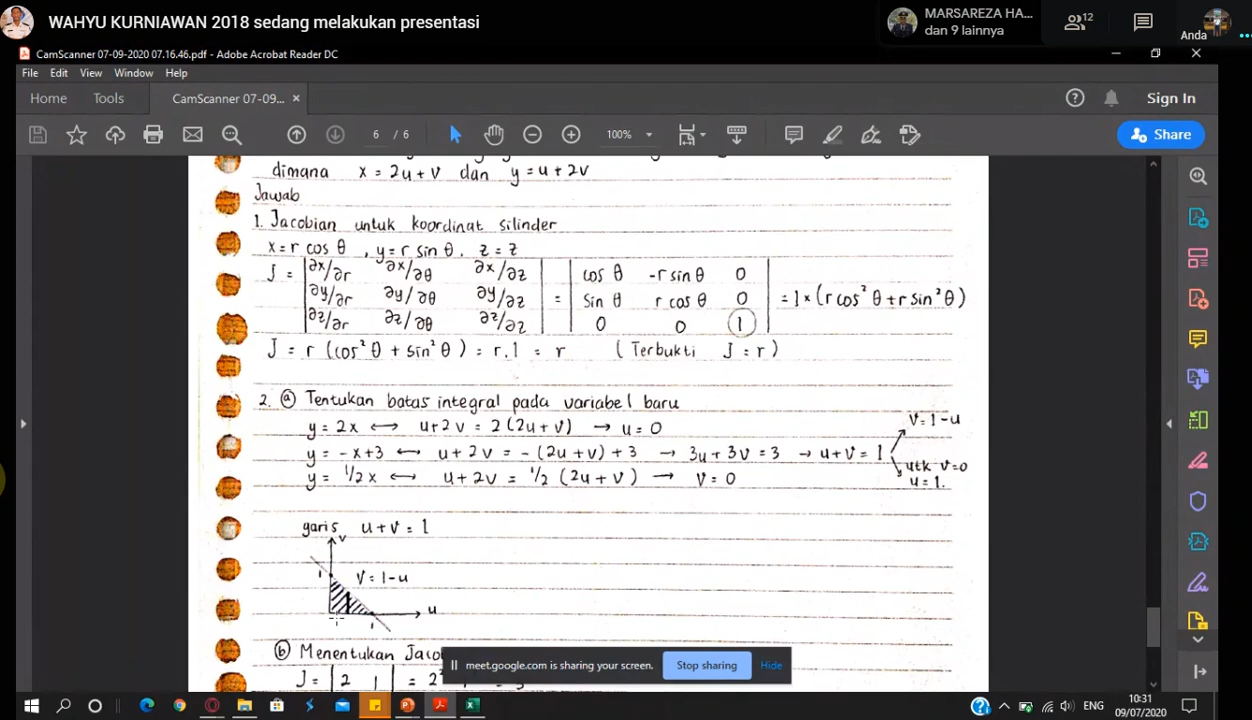 WAHYU KURNIAWAN 2018 sedang melakukan presentasi
MARSAREZA HA...
dan 9 lainnya
12
Anda
CamScanner 07-09-2020 07.16.46.pdf - Adobe Acrobat Reader DC
File Edit View Window Help
Home Tools CamScanner 07-09... × Sign In
6 / 6 100% Share
dimana x = 2u + v dan y = u + 2v
Jawab
1. Jacobian untuk koordinat silinder
x = r cos θ , y = r sin θ . z = z
J = | ∂x/∂r ∂x/∂θ ∂x/∂z | = | cos θ -r sin θ 0 |
| ∂y/∂r ∂y/∂θ ∂y/∂z | | sin θ r cos θ 0 | = 1 × (r cos² θ + r sin² θ)
| ∂z/∂r ∂z/∂θ ∂z/∂z | | 0 0 1 |
J = r (cos² θ + sin² θ) = r . 1 = r ( Terbukti J = r )
2. ⓐ Tentukan batas integral pada variabel baru
v = 1 - u
y = 2x ↔ u + 2v = 2 (2u + v) → u = 0
y = -x + 3 ↔ u + 2v = - (2u + v) + 3 → 3u + 3v = 3 → u + v = 1
utk v = 0
y = 1/2 x ↔ u + 2v = 1/2 (2u + v) → v = 0
u = 1.
garis u + v = 1
v
1 v = 1 - u
u
1
ⓑ Menentukan Jaco
J = | 2 1 | = 2²
meet.google.com is sharing your screen. Stop sharing Hide
ENG
10:31
09/07/2020